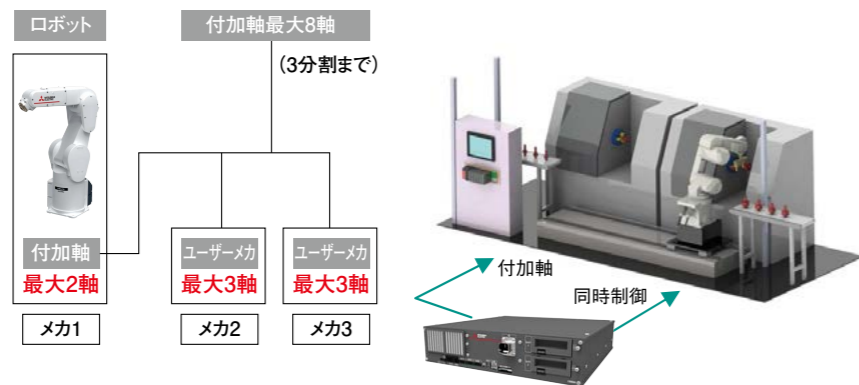 ロボット
付加軸最大8軸
(3分割まで)
付加軸
最大2軸
ユーザーメカ
最大3軸
ユーザーメカ
最大3軸
メカ1
メカ2
メカ3
付加軸
同時制御